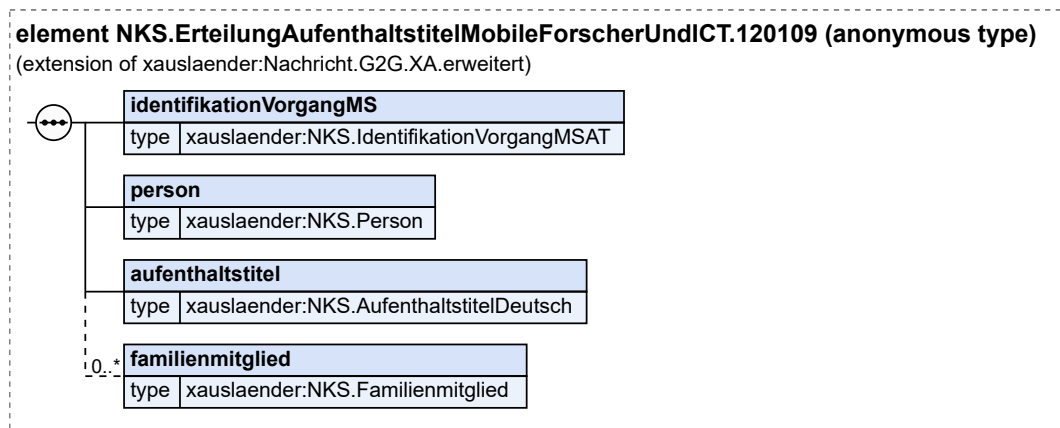 element NKS.ErteilungAufenthaltstitelMobileForscherUndICT.120109 (anonymous type)
(extension of xauslaender:Nachricht.G2G.XA.erweitert)
identifikationVorgangMS
type xauslaender:NKS.IdentifikationVorgangMSAT
person
type xauslaender:NKS.Person
aufenthaltstitel
type xauslaender:NKS.AufenthaltstitelDeutsch
0..* familienmitglied
type xauslaender:NKS.Familienmitglied